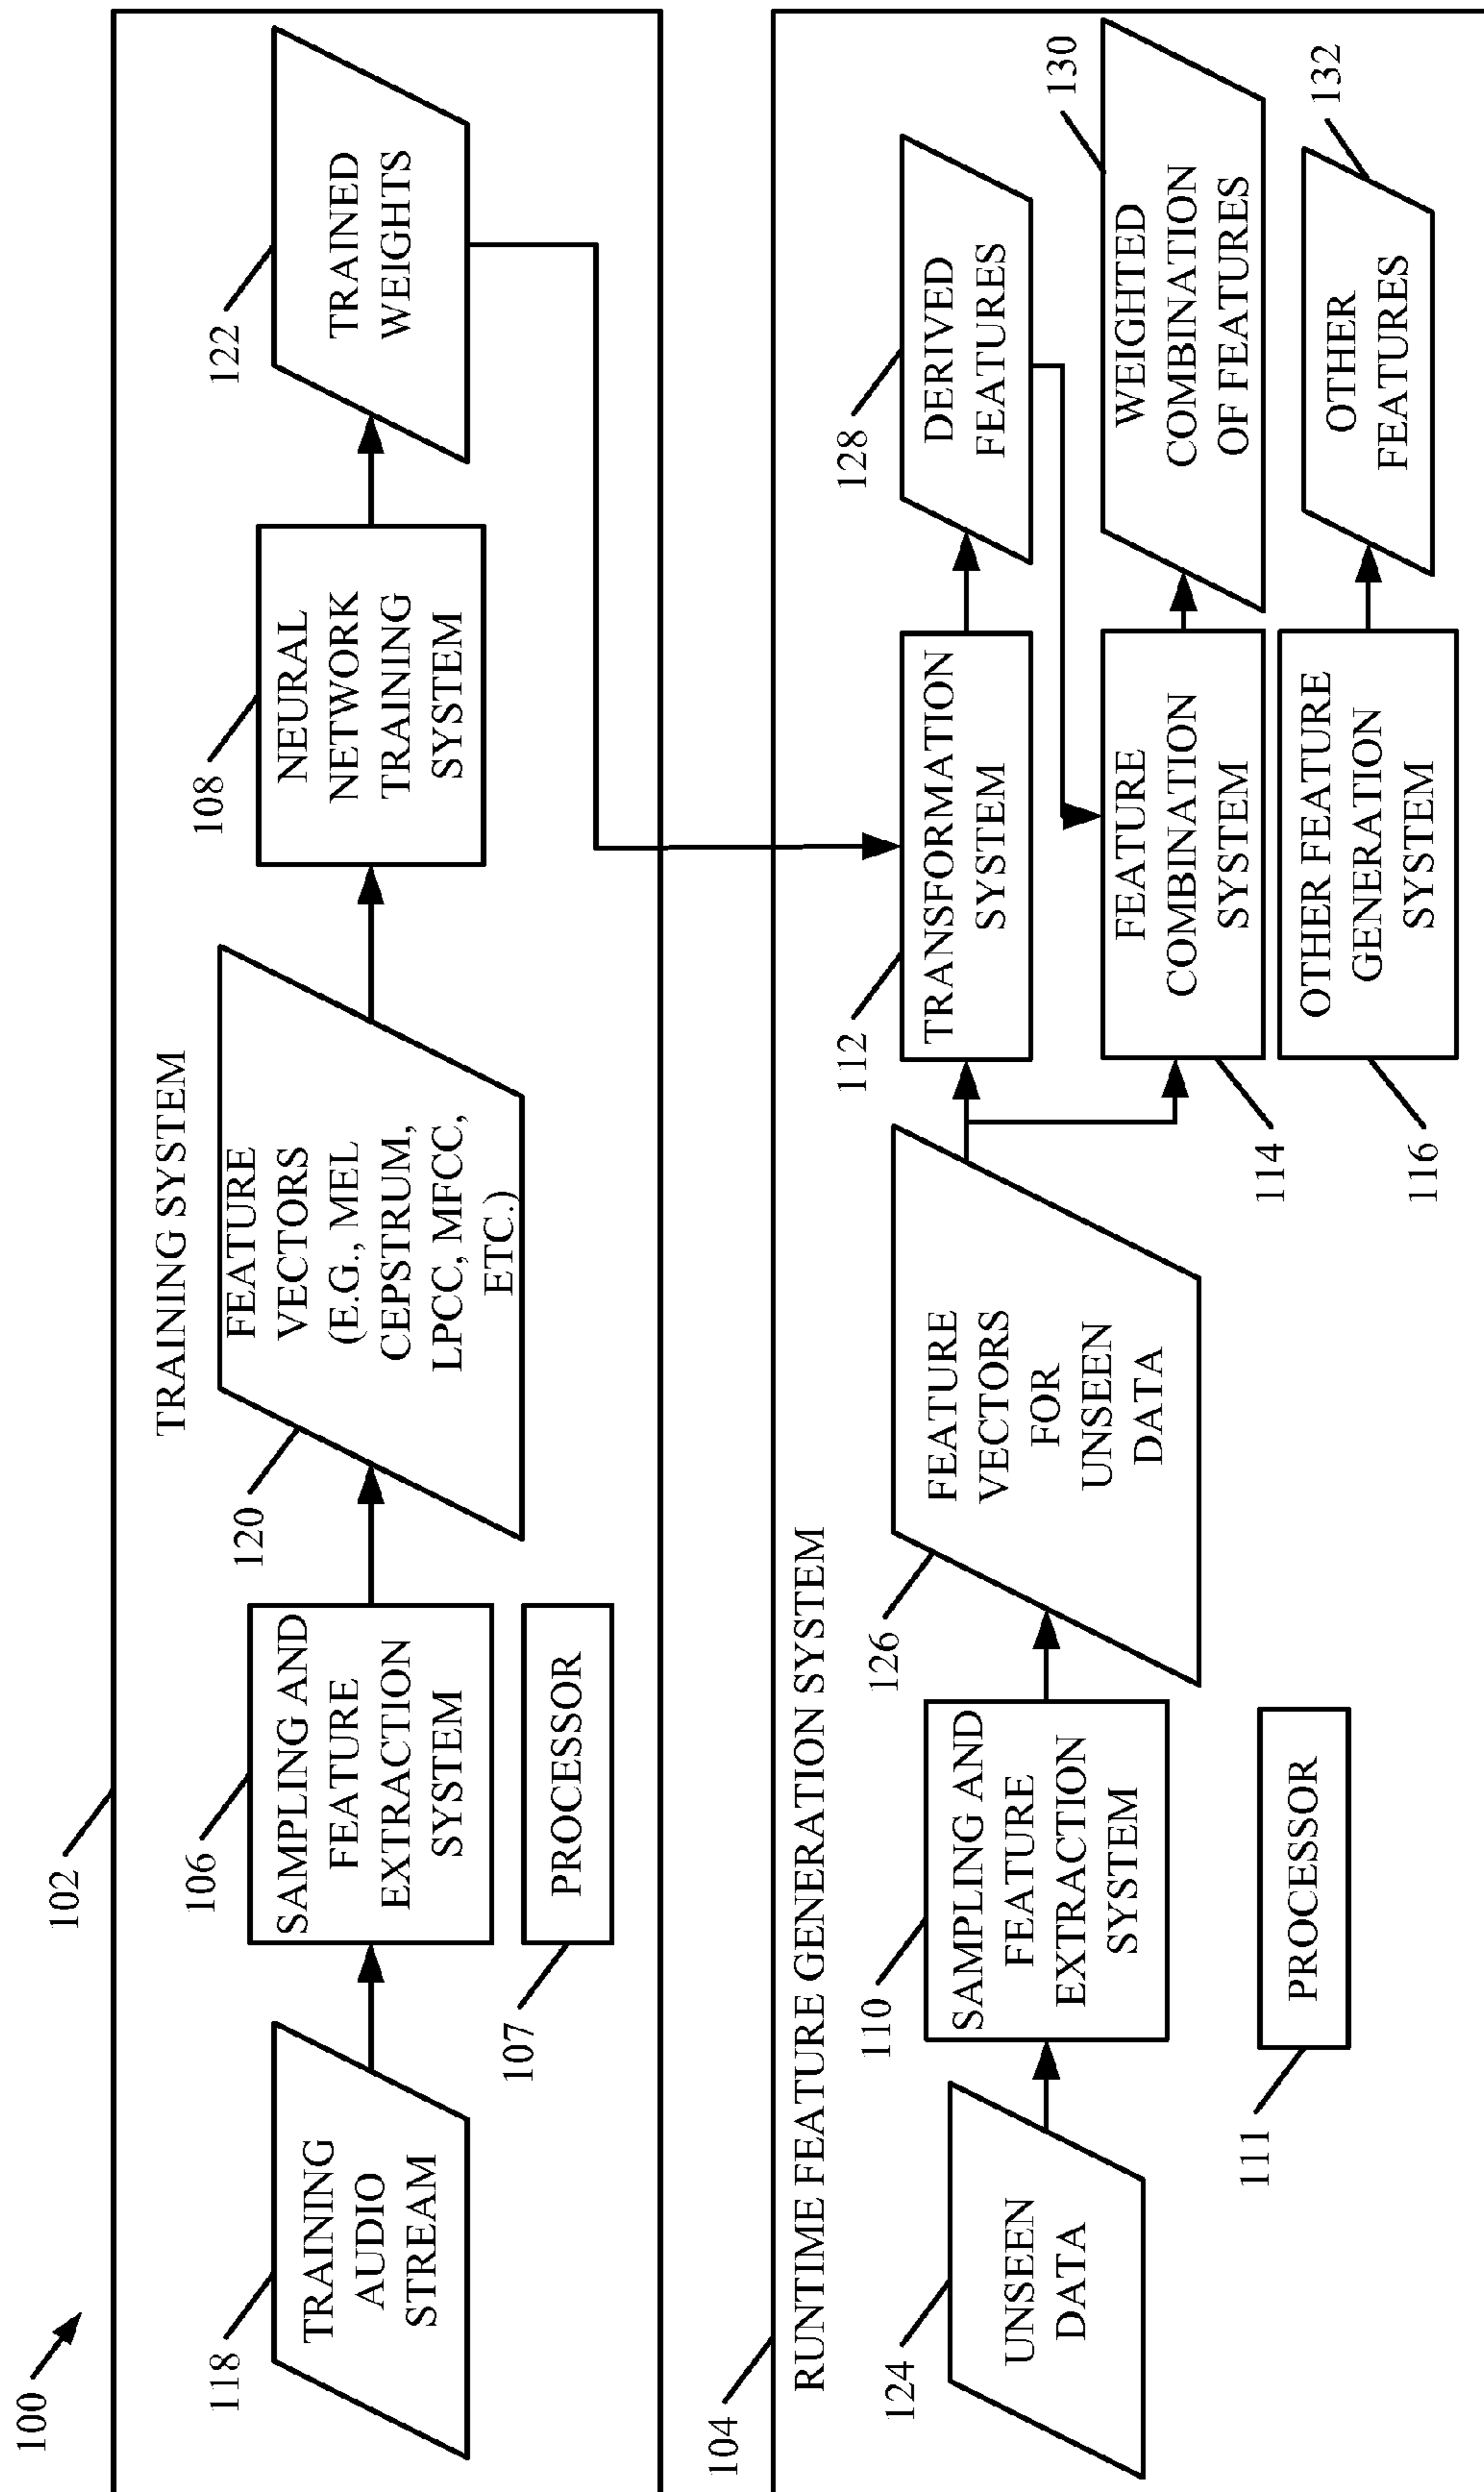 100
102
TRAINING SYSTEM
118
TRAINING
AUDIO
STREAM
106
SAMPLING AND
FEATURE
EXTRACTION
SYSTEM
107
PROCESSOR
120
FEATURE
VECTORS
(E.G., MEL
CEPSTRUM,
LPCC, MFCC,
ETC.)
108
NEURAL
NETWORK
TRAINING
SYSTEM
122
TRAINED
WEIGHTS
104
RUNTIME FEATURE GENERATION SYSTEM
124
UNSEEN
DATA
110
SAMPLING AND
FEATURE
EXTRACTION
SYSTEM
111
PROCESSOR
126
FEATURE
VECTORS
FOR
UNSEEN
DATA
112
TRANSFORMATION
SYSTEM
128
DERIVED
FEATURES
114
FEATURE
COMBINATION
SYSTEM
130
WEIGHTED
COMBINATION
OF FEATURES
116
OTHER FEATURE
GENERATION
SYSTEM
132
OTHER
FEATURES